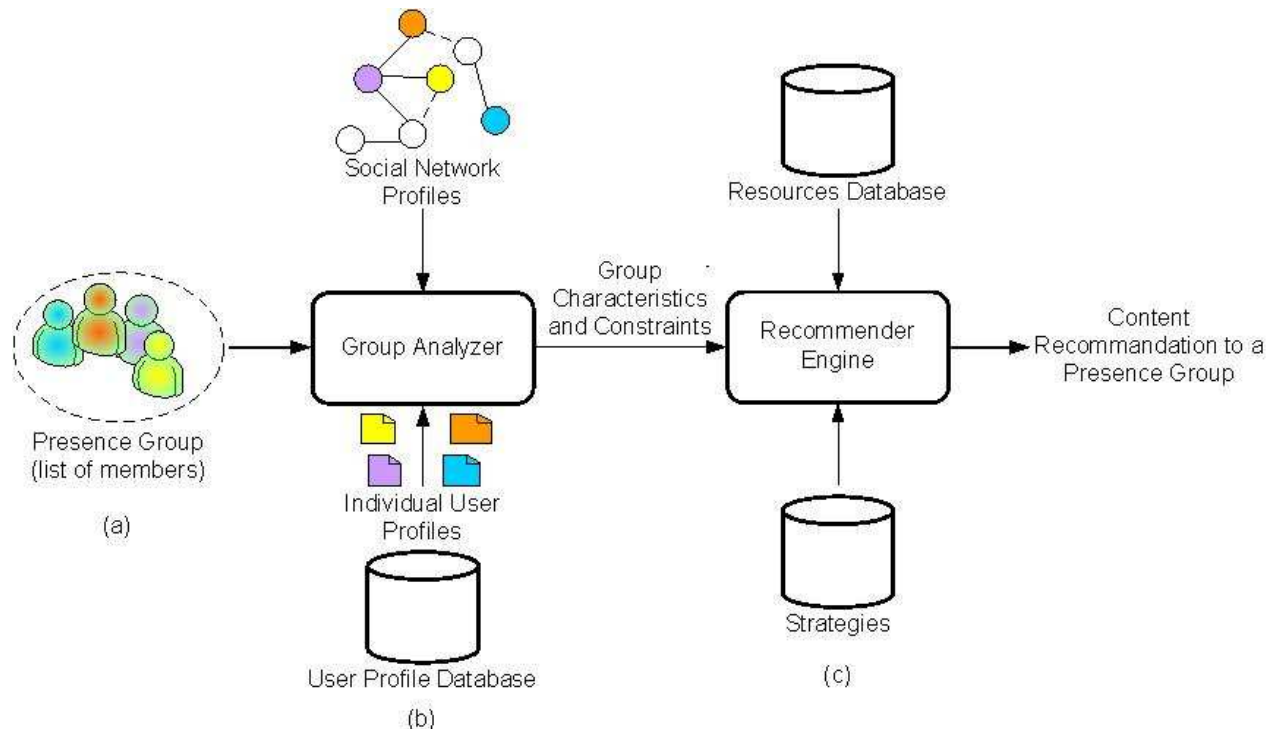 Social Network
Profiles
Resources Database
Group
Characteristics
and Constraints
Group Analyzer
Recommender
Engine
Content
Recommandation to a
Presence Group
Presence Group
(list of members)
(a)
Individual User
Profiles
User Profile Database
(b)
Strategies
(c)